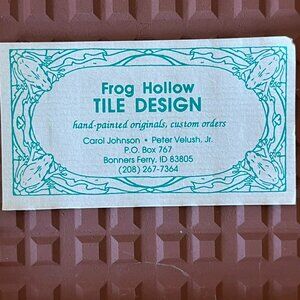 Frog Hollow
TILE DESIGN
hand-painted originals, custom orders
Carol Johnson • Peter Velush, Jr.
P.O. Box 767
Bonners Ferry, ID 83805
(208) 267-7364